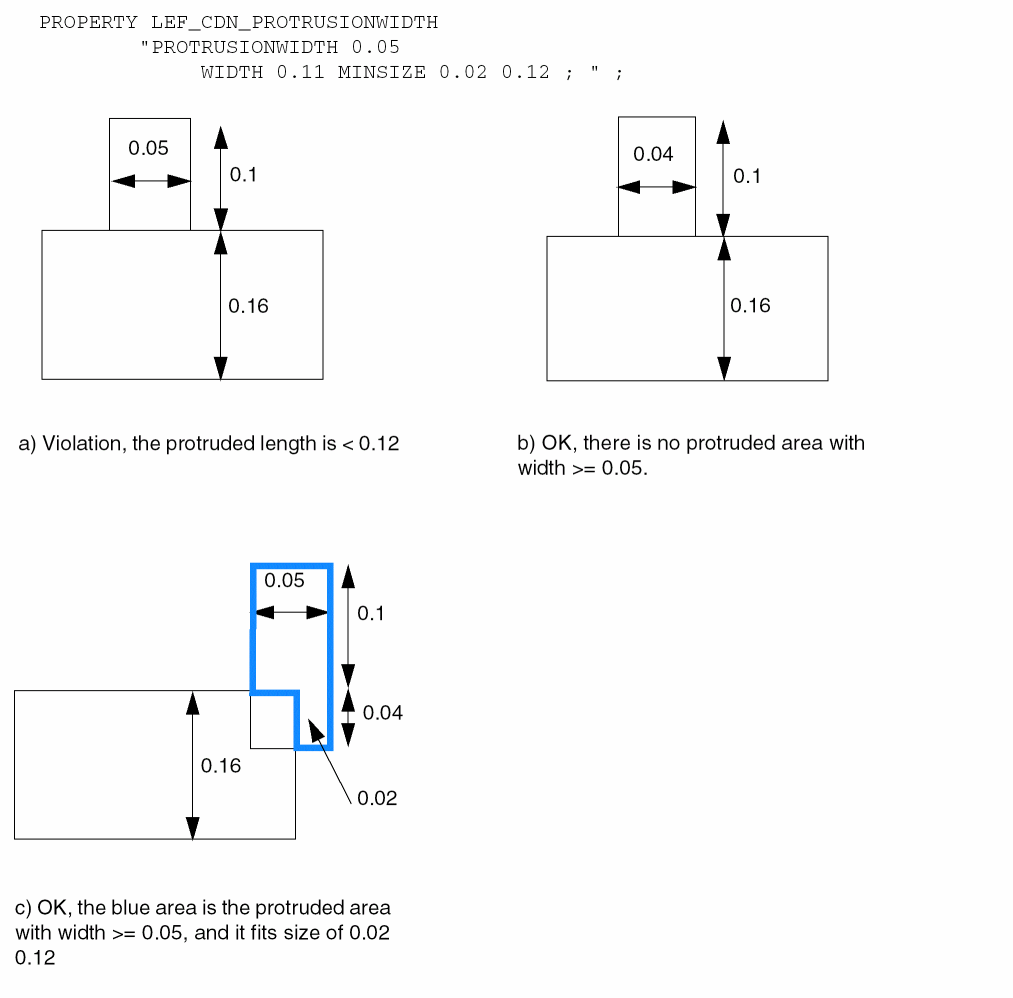 PROPERTY LEF_CDN_PROTRUSIONWIDTH
"PROTRUSIONWIDTH 0.05
WIDTH 0.11 MINSIZE 0.02 0.12 ; " ;
0.05
0.1
0.16
a) Violation, the protruded length is < 0.12
0.04
0.1
0.16
b) OK, there is no protruded area with
width >= 0.05.
0.05
0.1
0.04
0.16
0.02
c) OK, the blue area is the protruded area
with width >= 0.05, and it fits size of 0.02
0.12